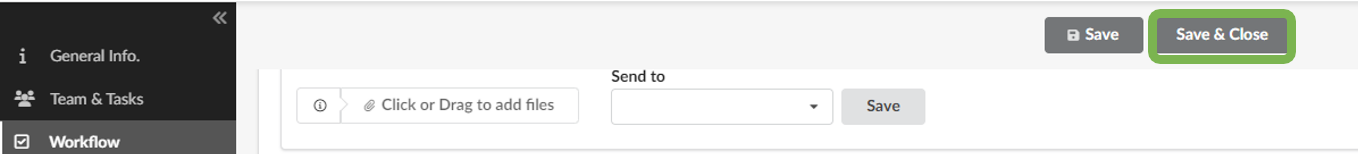 General Info.
Team & Tasks
Workflow
Save
Save & Close
Send to
Click or Drag to add files
Save